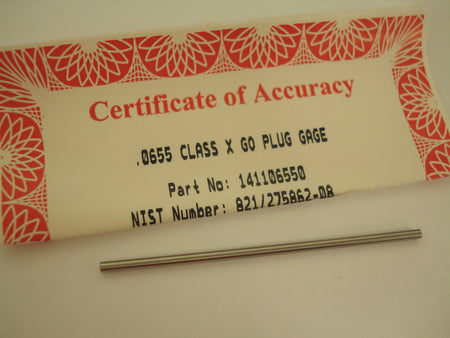 Certificate of Accuracy
.0655 CLASS X GO PLUG GAGE
Part No: 141106550
NIST Number: 821/275862-08